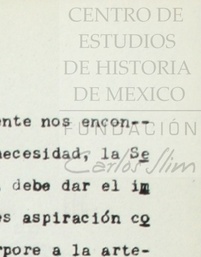 CENTRO DE
ESTUDIOS
DE HISTORIA
DE MEXICO
FUNDACIÓN
Carlos Slim
ente nos encon--
necesidad, la Se
debe dar el im
es aspiración co
rpore a la arte-